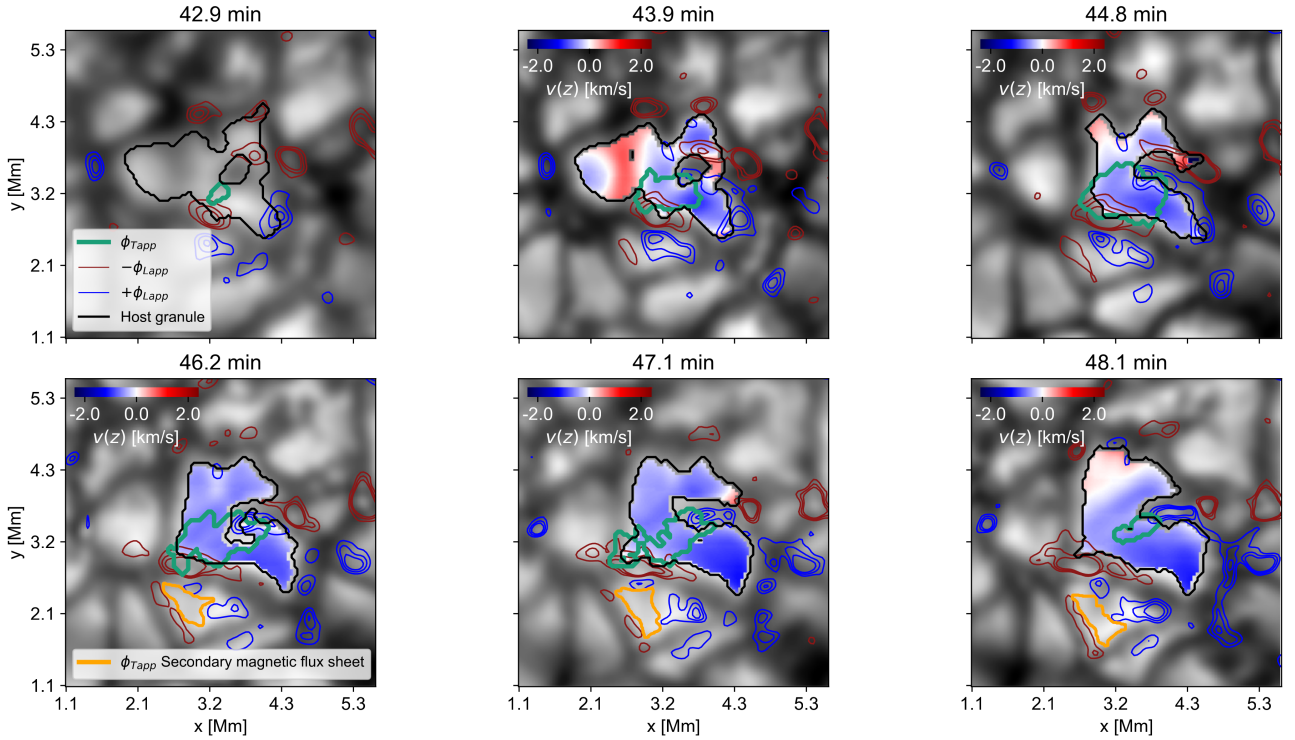 42.9 min
43.9 min
44.8 min
5.3
4.3
3.2
2.1
1.1
y [Mm]
ϕTapp
−ϕLapp
+ϕLapp
Host granule
-2.0 0.0 2.0
v(z) [km/s]
-2.0 0.0 2.0
v(z) [km/s]
46.2 min
47.1 min
48.1 min
-2.0 0.0 2.0
v(z) [km/s]
-2.0 0.0 2.0
v(z) [km/s]
-2.0 0.0 2.0
v(z) [km/s]
5.3
4.3
3.2
2.1
1.1
y [Mm]
ϕTapp Secondary magnetic flux sheet
1.1 2.1 3.2 4.3 5.3
x [Mm]
1.1 2.1 3.2 4.3 5.3
x [Mm]
1.1 2.1 3.2 4.3 5.3
x [Mm]